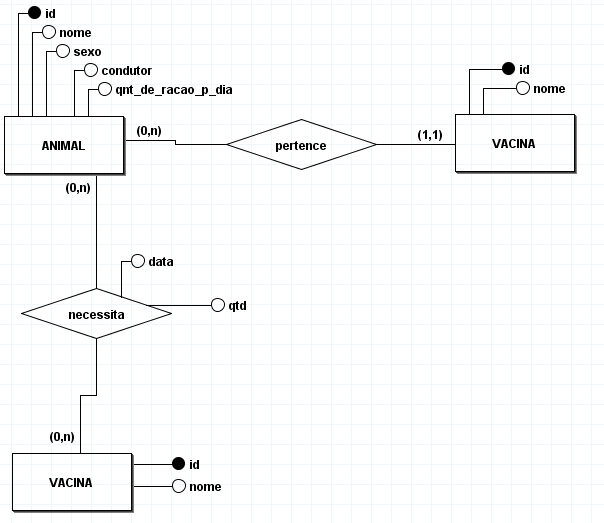 id
nome
sexo
condutor
qnt_de_racao_p_dia
id
nome
ANIMAL
(0,n)
pertence
(1,1)
VACINA
(0,n)
data
qtd
necessita
(0,n)
VACINA
id
nome